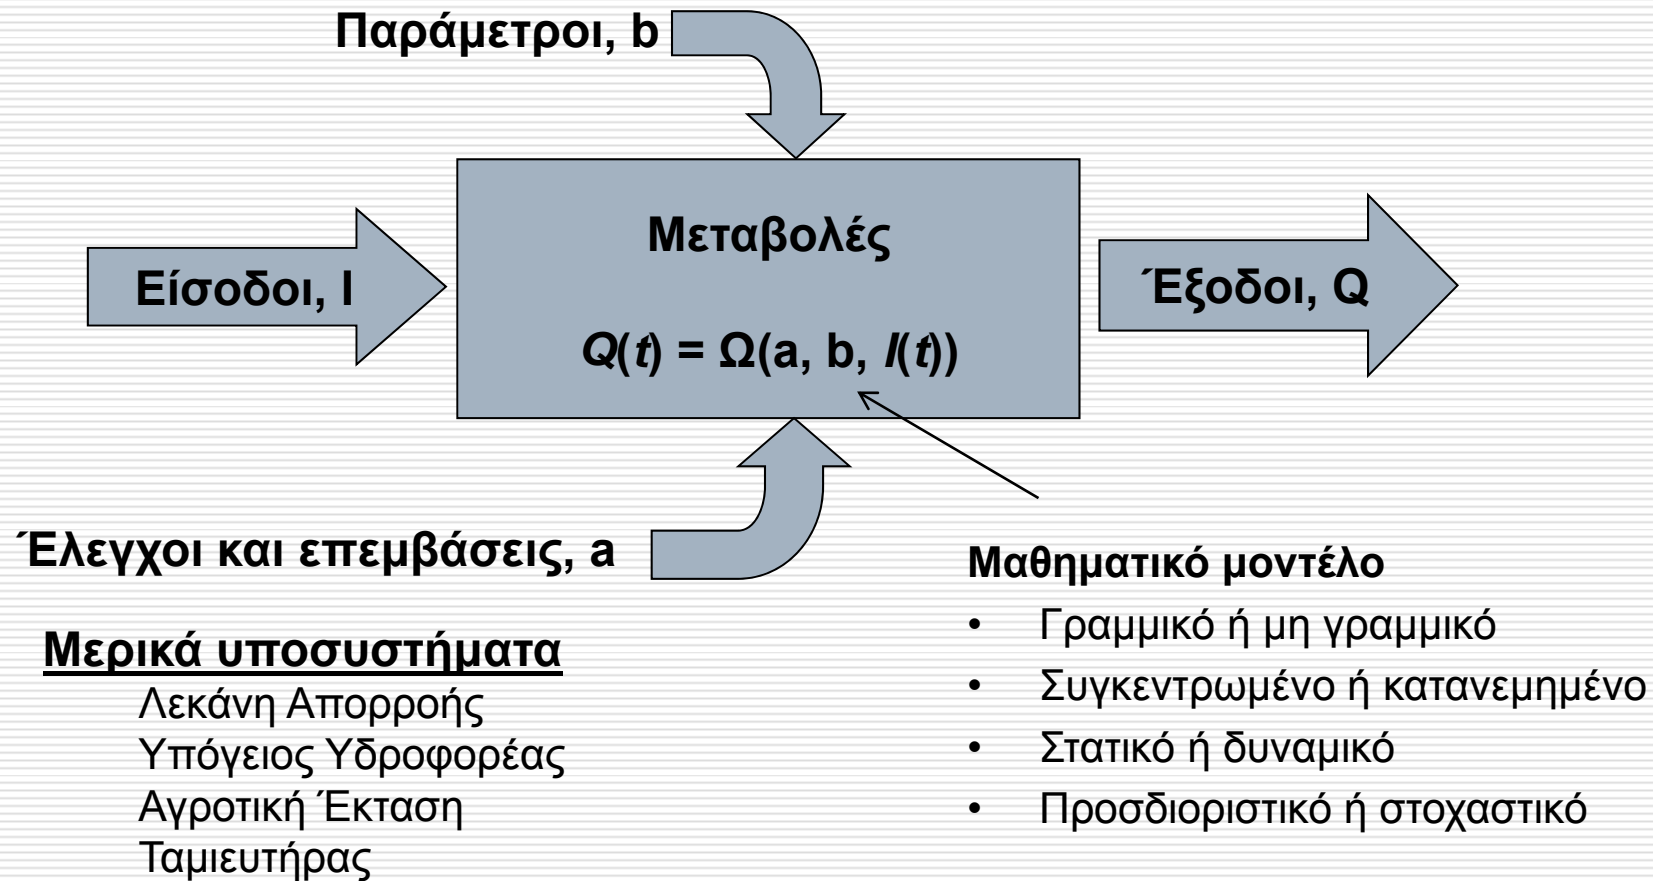 Παράμετροι, b
Μεταβολές
Είσοδοι, I
Έξοδοι, Q
Q(t) = Ω(a, b, I(t))
Έλεγχοι και επεμβάσεις, a
Μερικά υποσυστήματα
Λεκάνη Απορροής
Υπόγειος Υδροφορέας
Αγροτική Έκταση
Ταμιευτήρας
Μαθηματικό μοντέλο
• Γραμμικό ή μη γραμμικό
• Συγκεντρωμένο ή κατανεμημένο
• Στατικό ή δυναμικό
• Προσδιοριστικό ή στοχαστικό